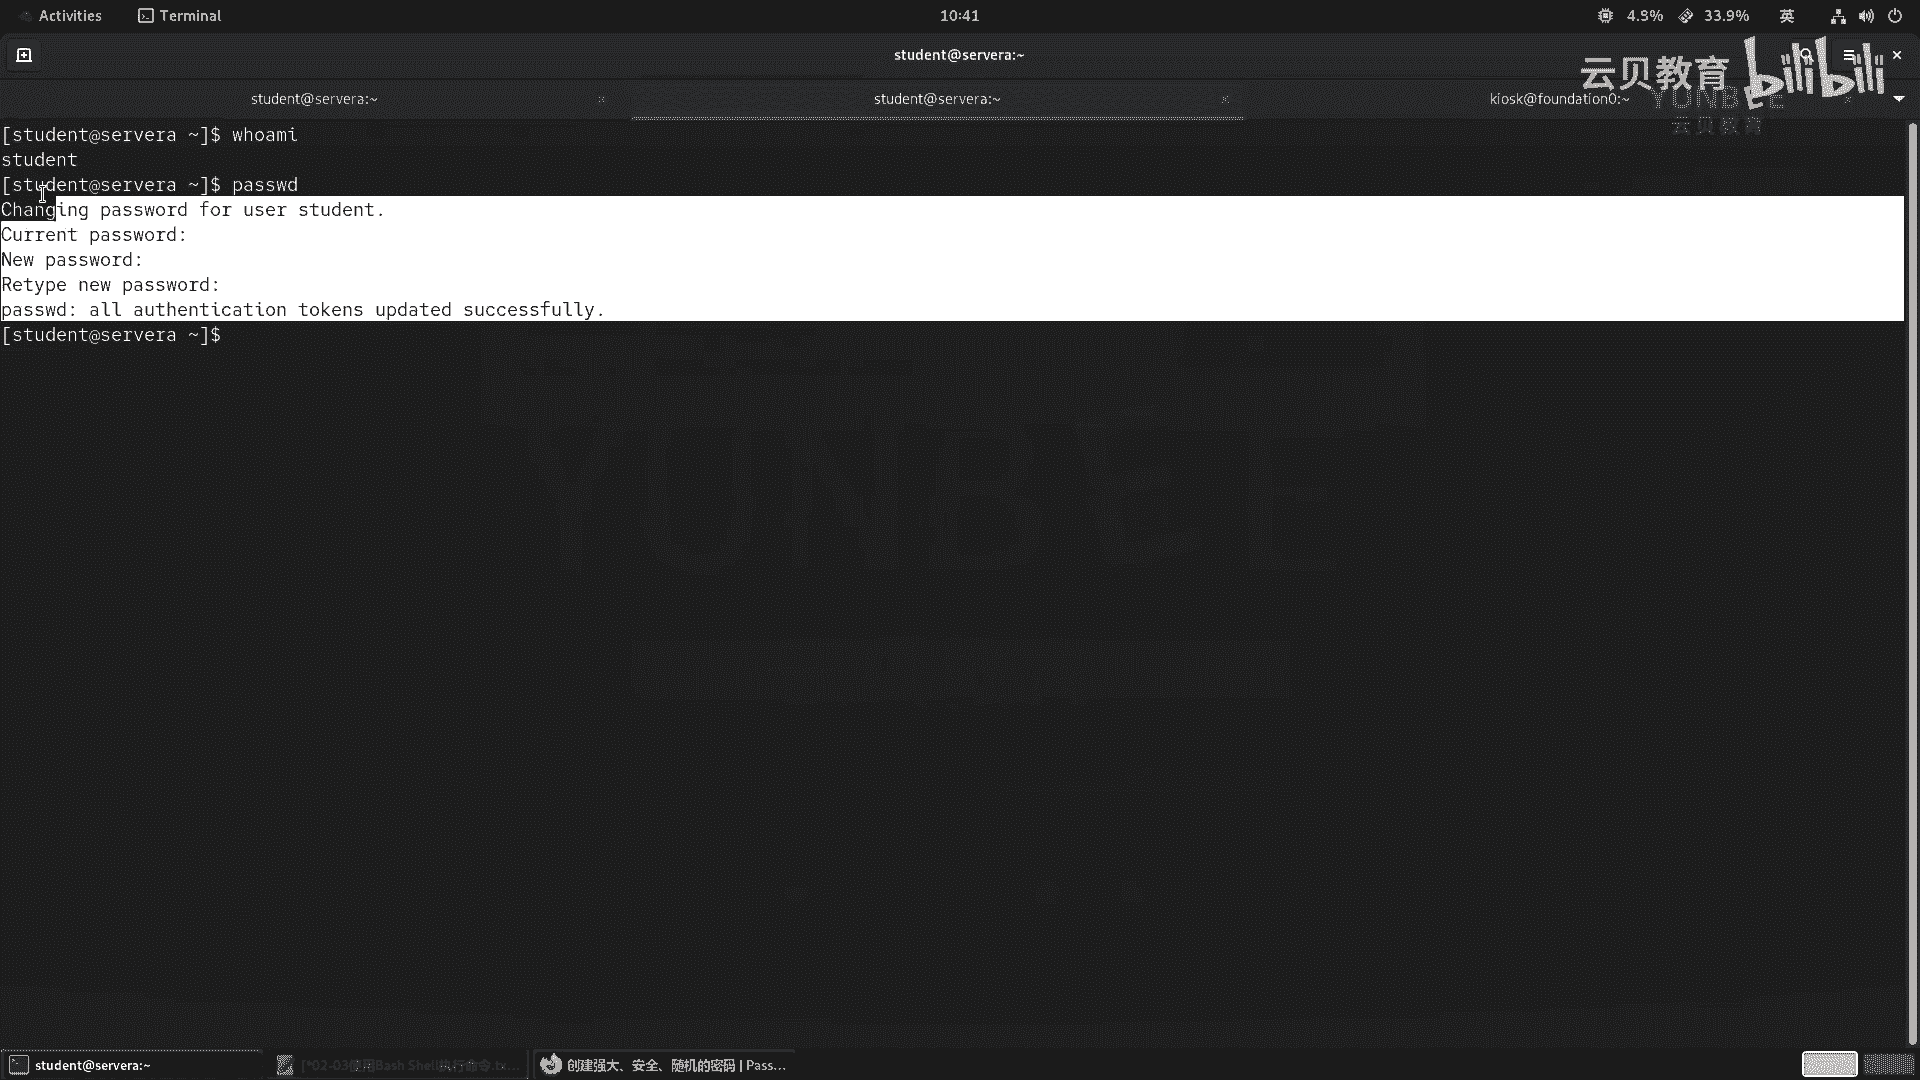 Activities Terminal 10:41 4.3% 33.9% 英
student@servera:~
云贝教育 bilibili
student@servera:~ student@servera:~ kiosk@foundation0:~
YUNBEE
云贝教育
[student@servera ~]$ whoami
student
[student@servera ~]$ passwd
Changing password for user student.
Current password:
New password:
Retype new password:
passwd: all authentication tokens updated successfully.
[student@servera ~]$
student@servera:~ [*02-03使用Bash Shell执行命令.tx... 创建强大、安全、随机的密码 | Pass...